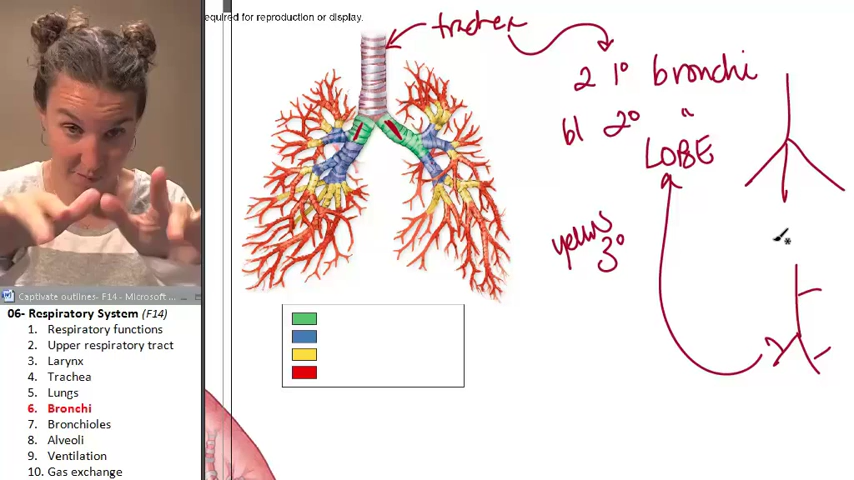 equired for reproduction or display.
trachea
2 1° bronchi
bl 2° "
LOBE
yellow
3°
Captivate outlines- F14 - Microsoft ...
06- Respiratory System (F14)
1. Respiratory functions
2. Upper respiratory tract
3. Larynx
4. Trachea
5. Lungs
6. Bronchi
7. Bronchioles
8. Alveoli
9. Ventilation
10. Gas exchange